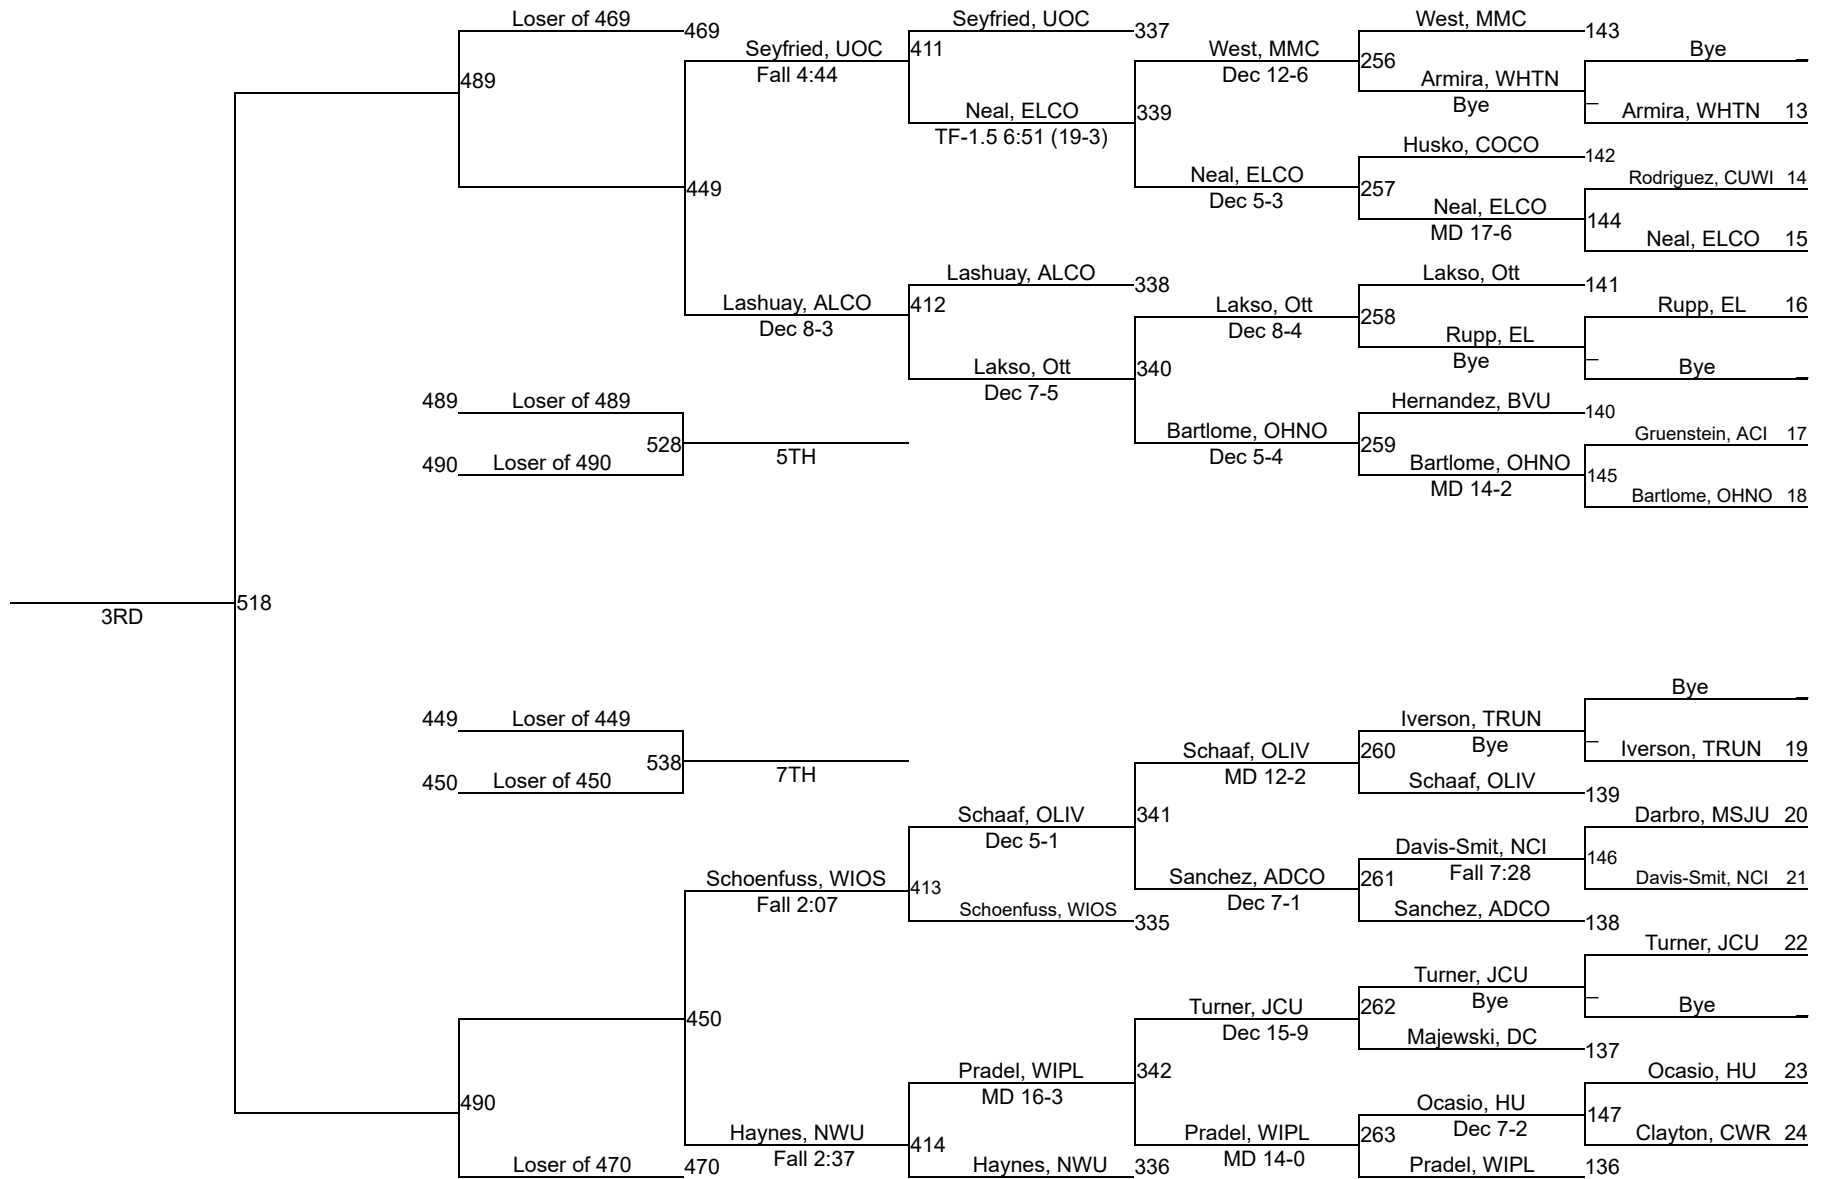 Loser of 469
469
Seyfried, UOC
337
West, MMC
143
Seyfried, UOC
411
West, MMC
256
Bye _
Fall 4:44
Dec 12-6
489
Armira, WHTN
Bye
_
Armira, WHTN 13
Neal, ELCO
339
TF-1.5 6:51 (19-3)
Husko, COCO
142
Rodriguez, CUWI 14
449
Neal, ELCO
257
Dec 5-3
Neal, ELCO
144
MD 17-6
Neal, ELCO 15
Lashuay, ALCO
338
Lakso, Ott
141
Lashuay, ALCO
412
Lakso, Ott
258
Rupp, EL 16
Dec 8-3
Dec 8-4
Rupp, EL
Bye
_
Lakso, Ott
340
Bye _
Dec 7-5
489 Loser of 489
Hernandez, BVU
140
528
5TH
Bartlome, OHNO
259
Gruenstein, ACI 17
Dec 5-4
490 Loser of 490
Bartlome, OHNO
145
MD 14-2
Bartlome, OHNO 18
518
3RD
Bye _
449 Loser of 449
Iverson, TRUN
Bye
_
Iverson, TRUN 19
538
7TH
Schaaf, OLIV
260
MD 12-2
450 Loser of 450
Schaaf, OLIV
139
Schaaf, OLIV
341
Darbro, MSJU 20
Dec 5-1
Davis-Smit, NCI
146
Fall 7:28
Schoenfuss, WIOS
413
Sanchez, ADCO
261
Davis-Smit, NCI 21
Fall 2:07
Dec 7-1
Schoenfuss, WIOS
335
Sanchez, ADCO
138
Turner, JCU 22
Turner, JCU
Bye
_
450
Turner, JCU
262
Bye _
Dec 15-9
Majewski, DC
137
Pradel, WIPL
342
Ocasio, HU 23
MD 16-3
490
Ocasio, HU
147
Dec 7-2
Haynes, NWU
414
Pradel, WIPL
263
Clayton, CWR 24
Fall 2:37
MD 14-0
Loser of 470
470
Haynes, NWU
336
Pradel, WIPL
136